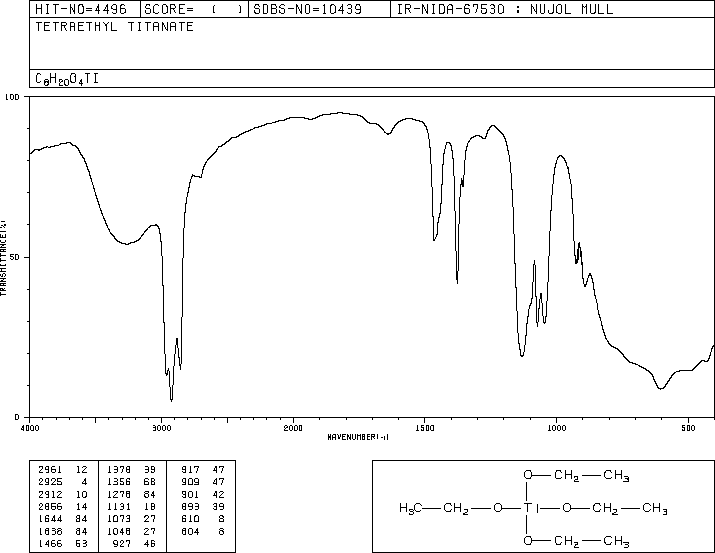 HIT-NO=4496 SCORE= ( ) SDBS-NO=10439 IR-NIDA-67530 : NUJOL MULL
TETRAETHYL TITANATE
C8H20O4TI
100
TRANSMITTANCE(%)
50
0
4000 3000 2000 1500 1000 500
WAVENUMBER(-1)
2961 12 1378 39 917 47
2925 4 1356 68 909 47
2912 10 1278 84 901 42
2866 14 1131 18 893 39
1644 84 1073 27 610 8
1638 84 1048 27 604 8
1466 53 927 46
O—CH2—CH3
H3C—CH2—O—TI—O—CH2—CH3
O—CH2—CH3